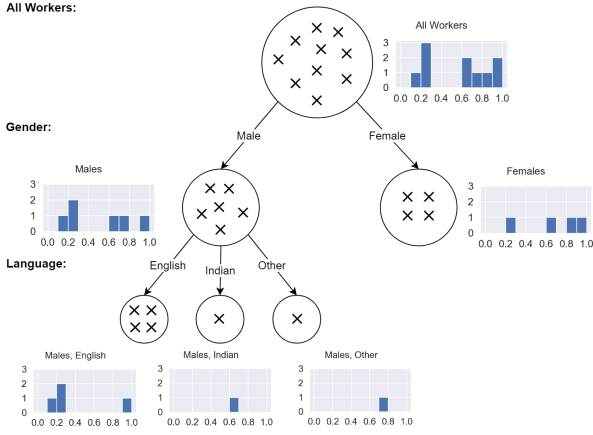 All Workers:
All Workers
3
2
1
0
0.0 0.2 0.4 0.6 0.8 1.0
Gender:
Male
Female
Males
3
2
1
0
0.0 0.2 0.4 0.6 0.8 1.0
Females
3
2
1
0
0.0 0.2 0.4 0.6 0.8 1.0
Language:
English
Indian
Other
Males, English
3
2
1
0
0.0 0.2 0.4 0.6 0.8 1.0
Males, Indian
3
2
1
0
0.0 0.2 0.4 0.6 0.8 1.0
Males, Other
3
2
1
0
0.0 0.2 0.4 0.6 0.8 1.0